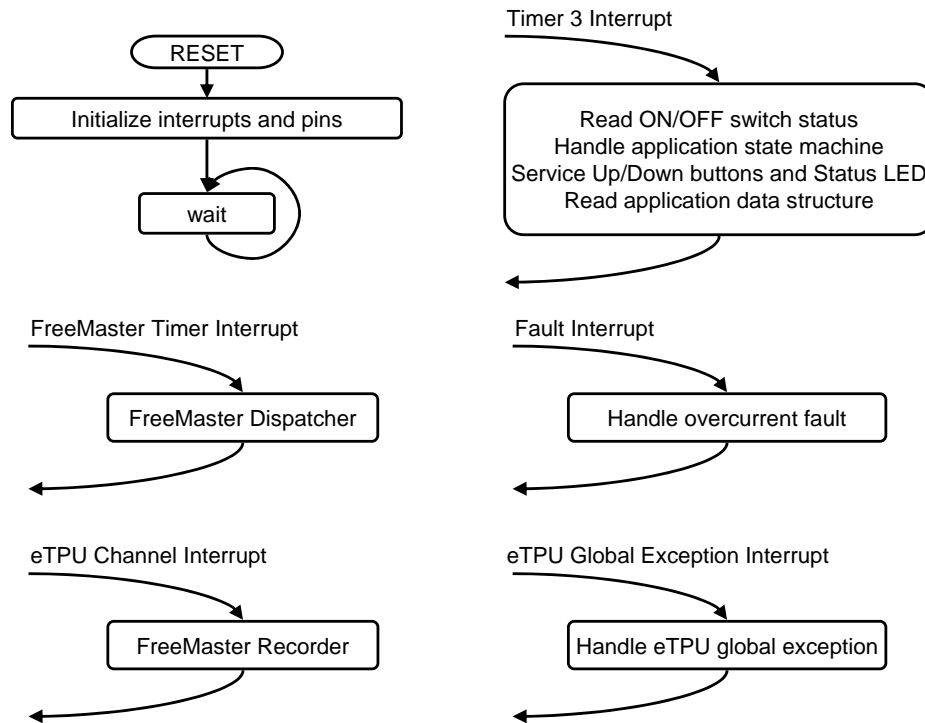 RESET
Initialize interrupts and pins
wait
Timer 3 Interrupt
Read ON/OFF switch status
Handle application state machine
Service Up/Down buttons and Status LED
Read application data structure
FreeMaster Timer Interrupt
FreeMaster Dispatcher
Fault Interrupt
Handle overcurrent fault
eTPU Channel Interrupt
FreeMaster Recorder
eTPU Global Exception Interrupt
Handle eTPU global exception